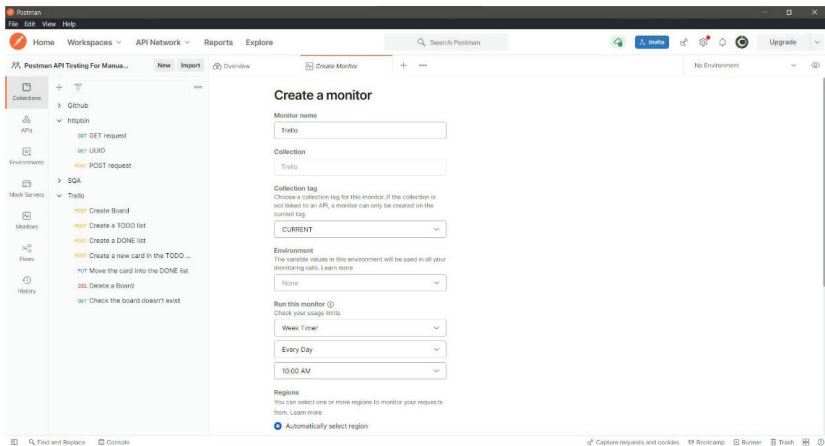 Postman
File Edit View Help
Home Workspaces API Network Reports Explore
Search Postman
Invite
Upgrade
Postman API Testing For Manua...
New Import
Overview
Create Monitor
No Environment
Collections
APIs
Environments
Mock Servers
Monitors
Flows
History
Github
httpbin
GET GET request
GET UUID
POST POST request
SQA
Trello
POST Create Board
POST Create a TODO list
POST Create a DONE list
POST Create a new card in the TODO ...
PUT Move the card into the DONE list
DEL Delete a Board
GET Check the board doesn't exist
Create a monitor
Monitor name
Trello
Collection
Trello
Collection tag
Choose a collection tag for this monitor. If the collection is
not linked to an API, a monitor can only be created on the
current tag.
CURRENT
Environment
The variable values in this environment will be used in all your
monitoring calls. Learn more
None
Run this monitor
Check your usage limits
Week Timer
Every Day
10:00 AM
Regions
You can select one or more regions to monitor your requests
from. Learn more
Automatically select region
Find and Replace Console
Capture requests and cookies Bootcamp Runner Trash